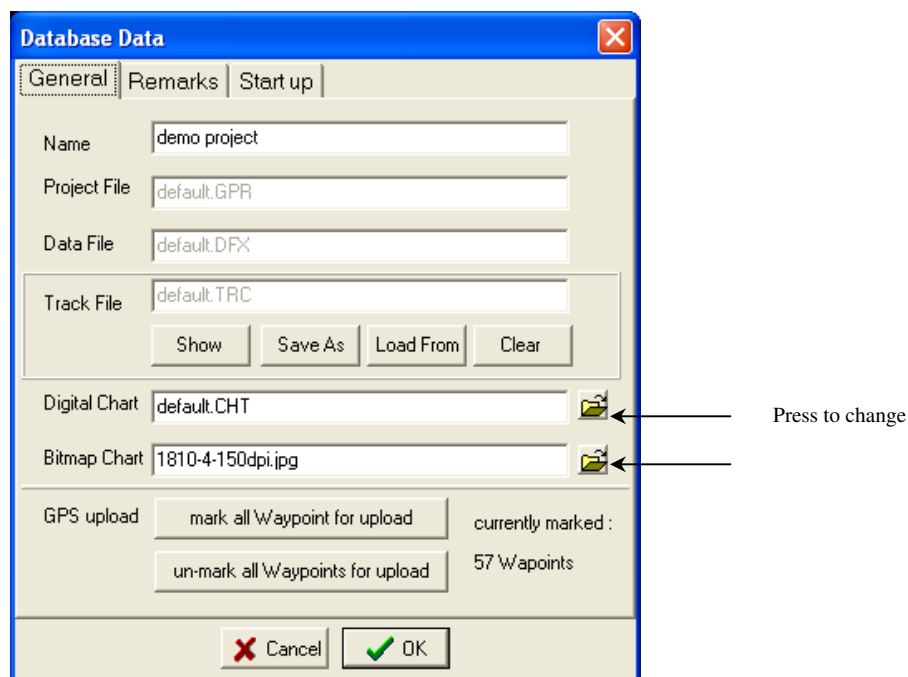 Database Data
General Remarks Start up
Name demo project
Project File default.GPR
Data File default.DFX
Track File default.TRC
Show Save As Load From Clear
Digital Chart default.CHT Press to change
Bitmap Chart 1810-4-150dpi.jpg
GPS upload mark all Waypoint for upload currently marked :
un-mark all Waypoints for upload 57 Wapoints
Cancel OK